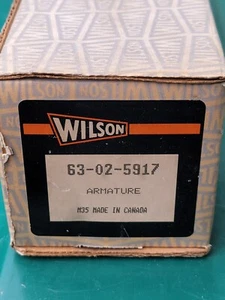 WILSON
63-02-5917
ARMATURE
M35 MADE IN CANADA